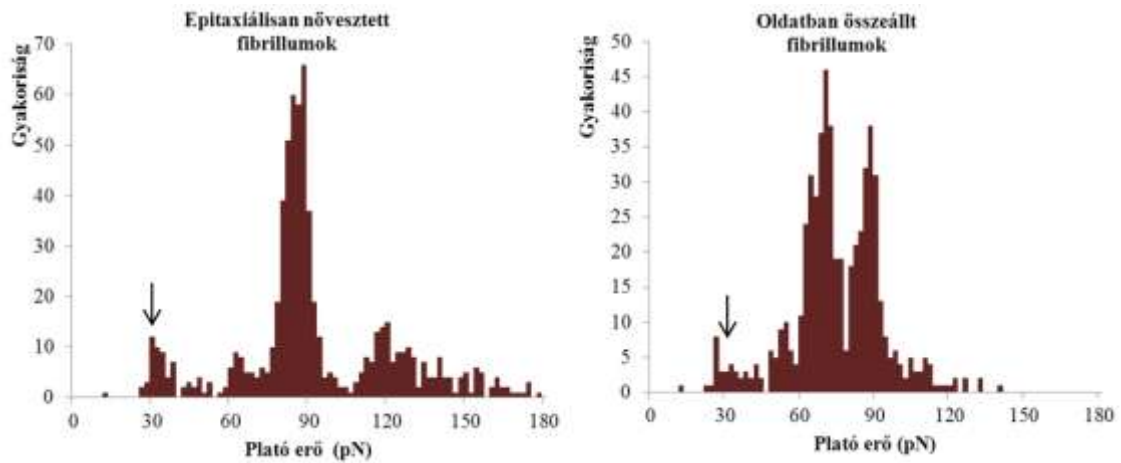 Epitaxiálisan növesztett
fibrillumok
Gyakoriság
70
60
50
40
30
20
10
0
0 30 60 90 120 150 180
Plató erő (pN)
Oldatban összeállt
fibrillumok
Gyakoriság
50
45
40
35
30
25
20
15
10
5
0
0 30 60 90 120 150 180
Plató erő (pN)